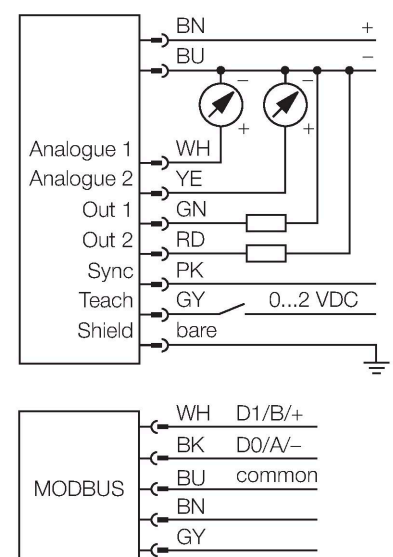 BN +
BU −
− −
+ +
Analogue 1 WH
Analogue 2 YE
Out 1 GN
Out 2 RD
Sync PK
Teach GY 0...2 VDC
Shield bare
WH D1/B/+
BK D0/A/−
BU common
MODBUS
BN
GY